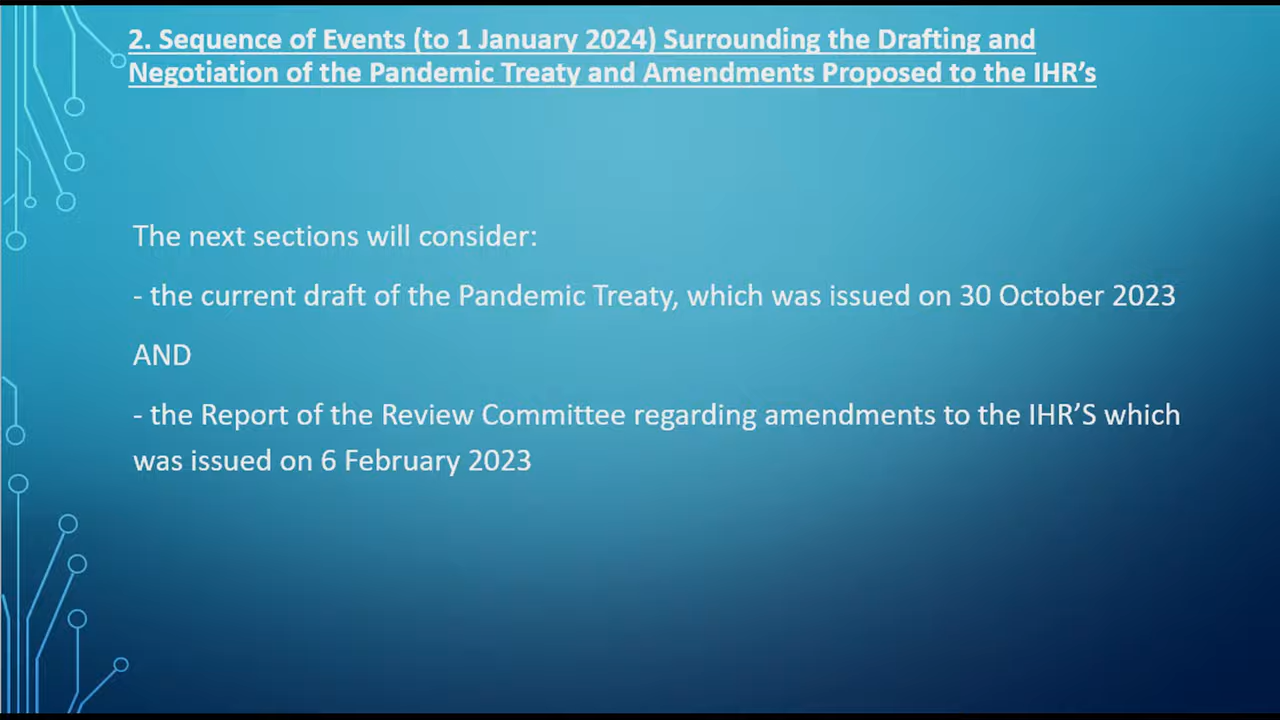 2. Sequence of Events (to 1 January 2024) Surrounding the Drafting and
Negotiation of the Pandemic Treaty and Amendments Proposed to the IHR’s
The next sections will consider:
- the current draft of the Pandemic Treaty, which was issued on 30 October 2023
AND
- the Report of the Review Committee regarding amendments to the IHR’S which
was issued on 6 February 2023